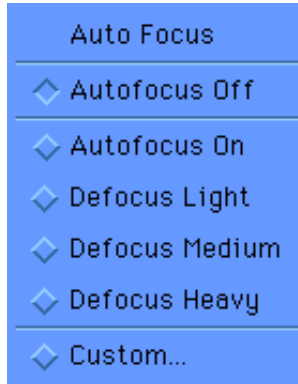 Auto Focus
Autofocus Off
Autofocus On
Defocus Light
Defocus Medium
Defocus Heavy
Custom...